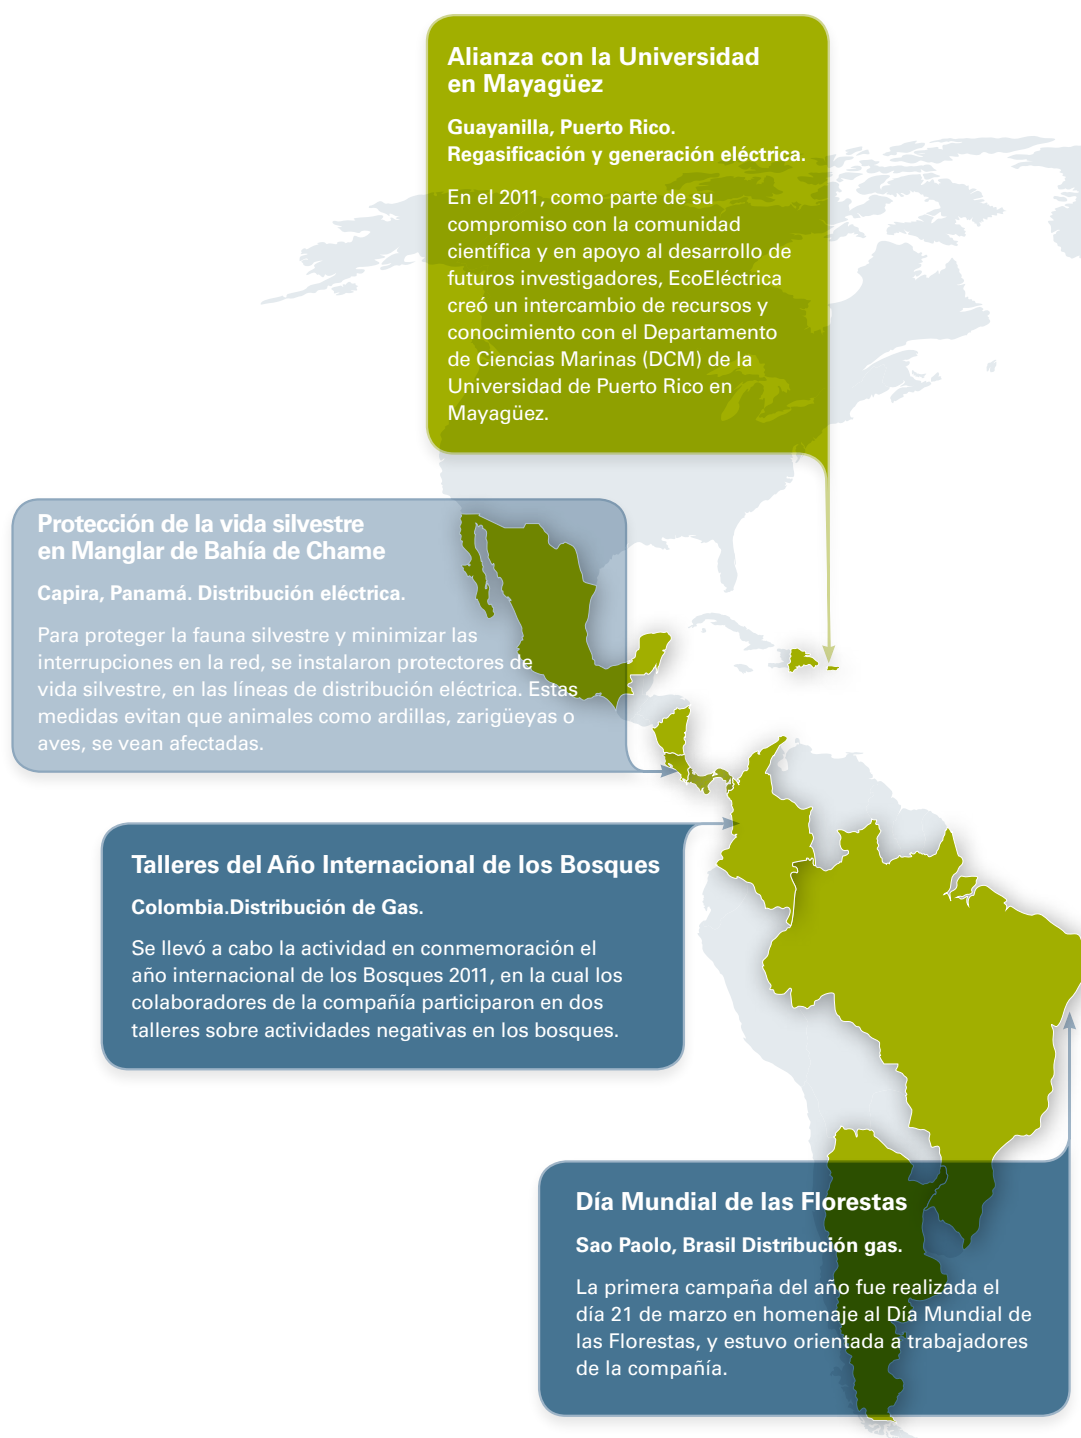 Alianza con la Universidad
en Mayagüez
Guayanilla, Puerto Rico.
Regasificación y generación eléctrica.
En el 2011, como parte de su
compromiso con la comunidad
científica y en apoyo al desarrollo de
futuros investigadores, EcoEléctrica
creó un intercambio de recursos y
conocimiento con el Departamento
de Ciencias Marinas (DCM) de la
Universidad de Puerto Rico en
Mayagüez.
Protección de la vida silvestre
en Manglar de Bahía de Chame
Capira, Panamá. Distribución eléctrica.
Para proteger la fauna silvestre y minimizar las
interrupciones en la red, se instalaron protectores de
vida silvestre, en las líneas de distribución eléctrica. Estas
medidas evitan que animales como ardillas, zarigüeyas o
aves, se vean afectadas.
Talleres del Año Internacional de los Bosques
Colombia.Distribución de Gas.
Se llevó a cabo la actividad en conmemoración el
año internacional de los Bosques 2011, en la cual los
colaboradores de la compañía participaron en dos
talleres sobre actividades negativas en los bosques.
Día Mundial de las Florestas
Sao Paolo, Brasil Distribución gas.
La primera campaña del año fue realizada el
día 21 de marzo en homenaje al Día Mundial de
las Florestas, y estuvo orientada a trabajadores
de la compañía.